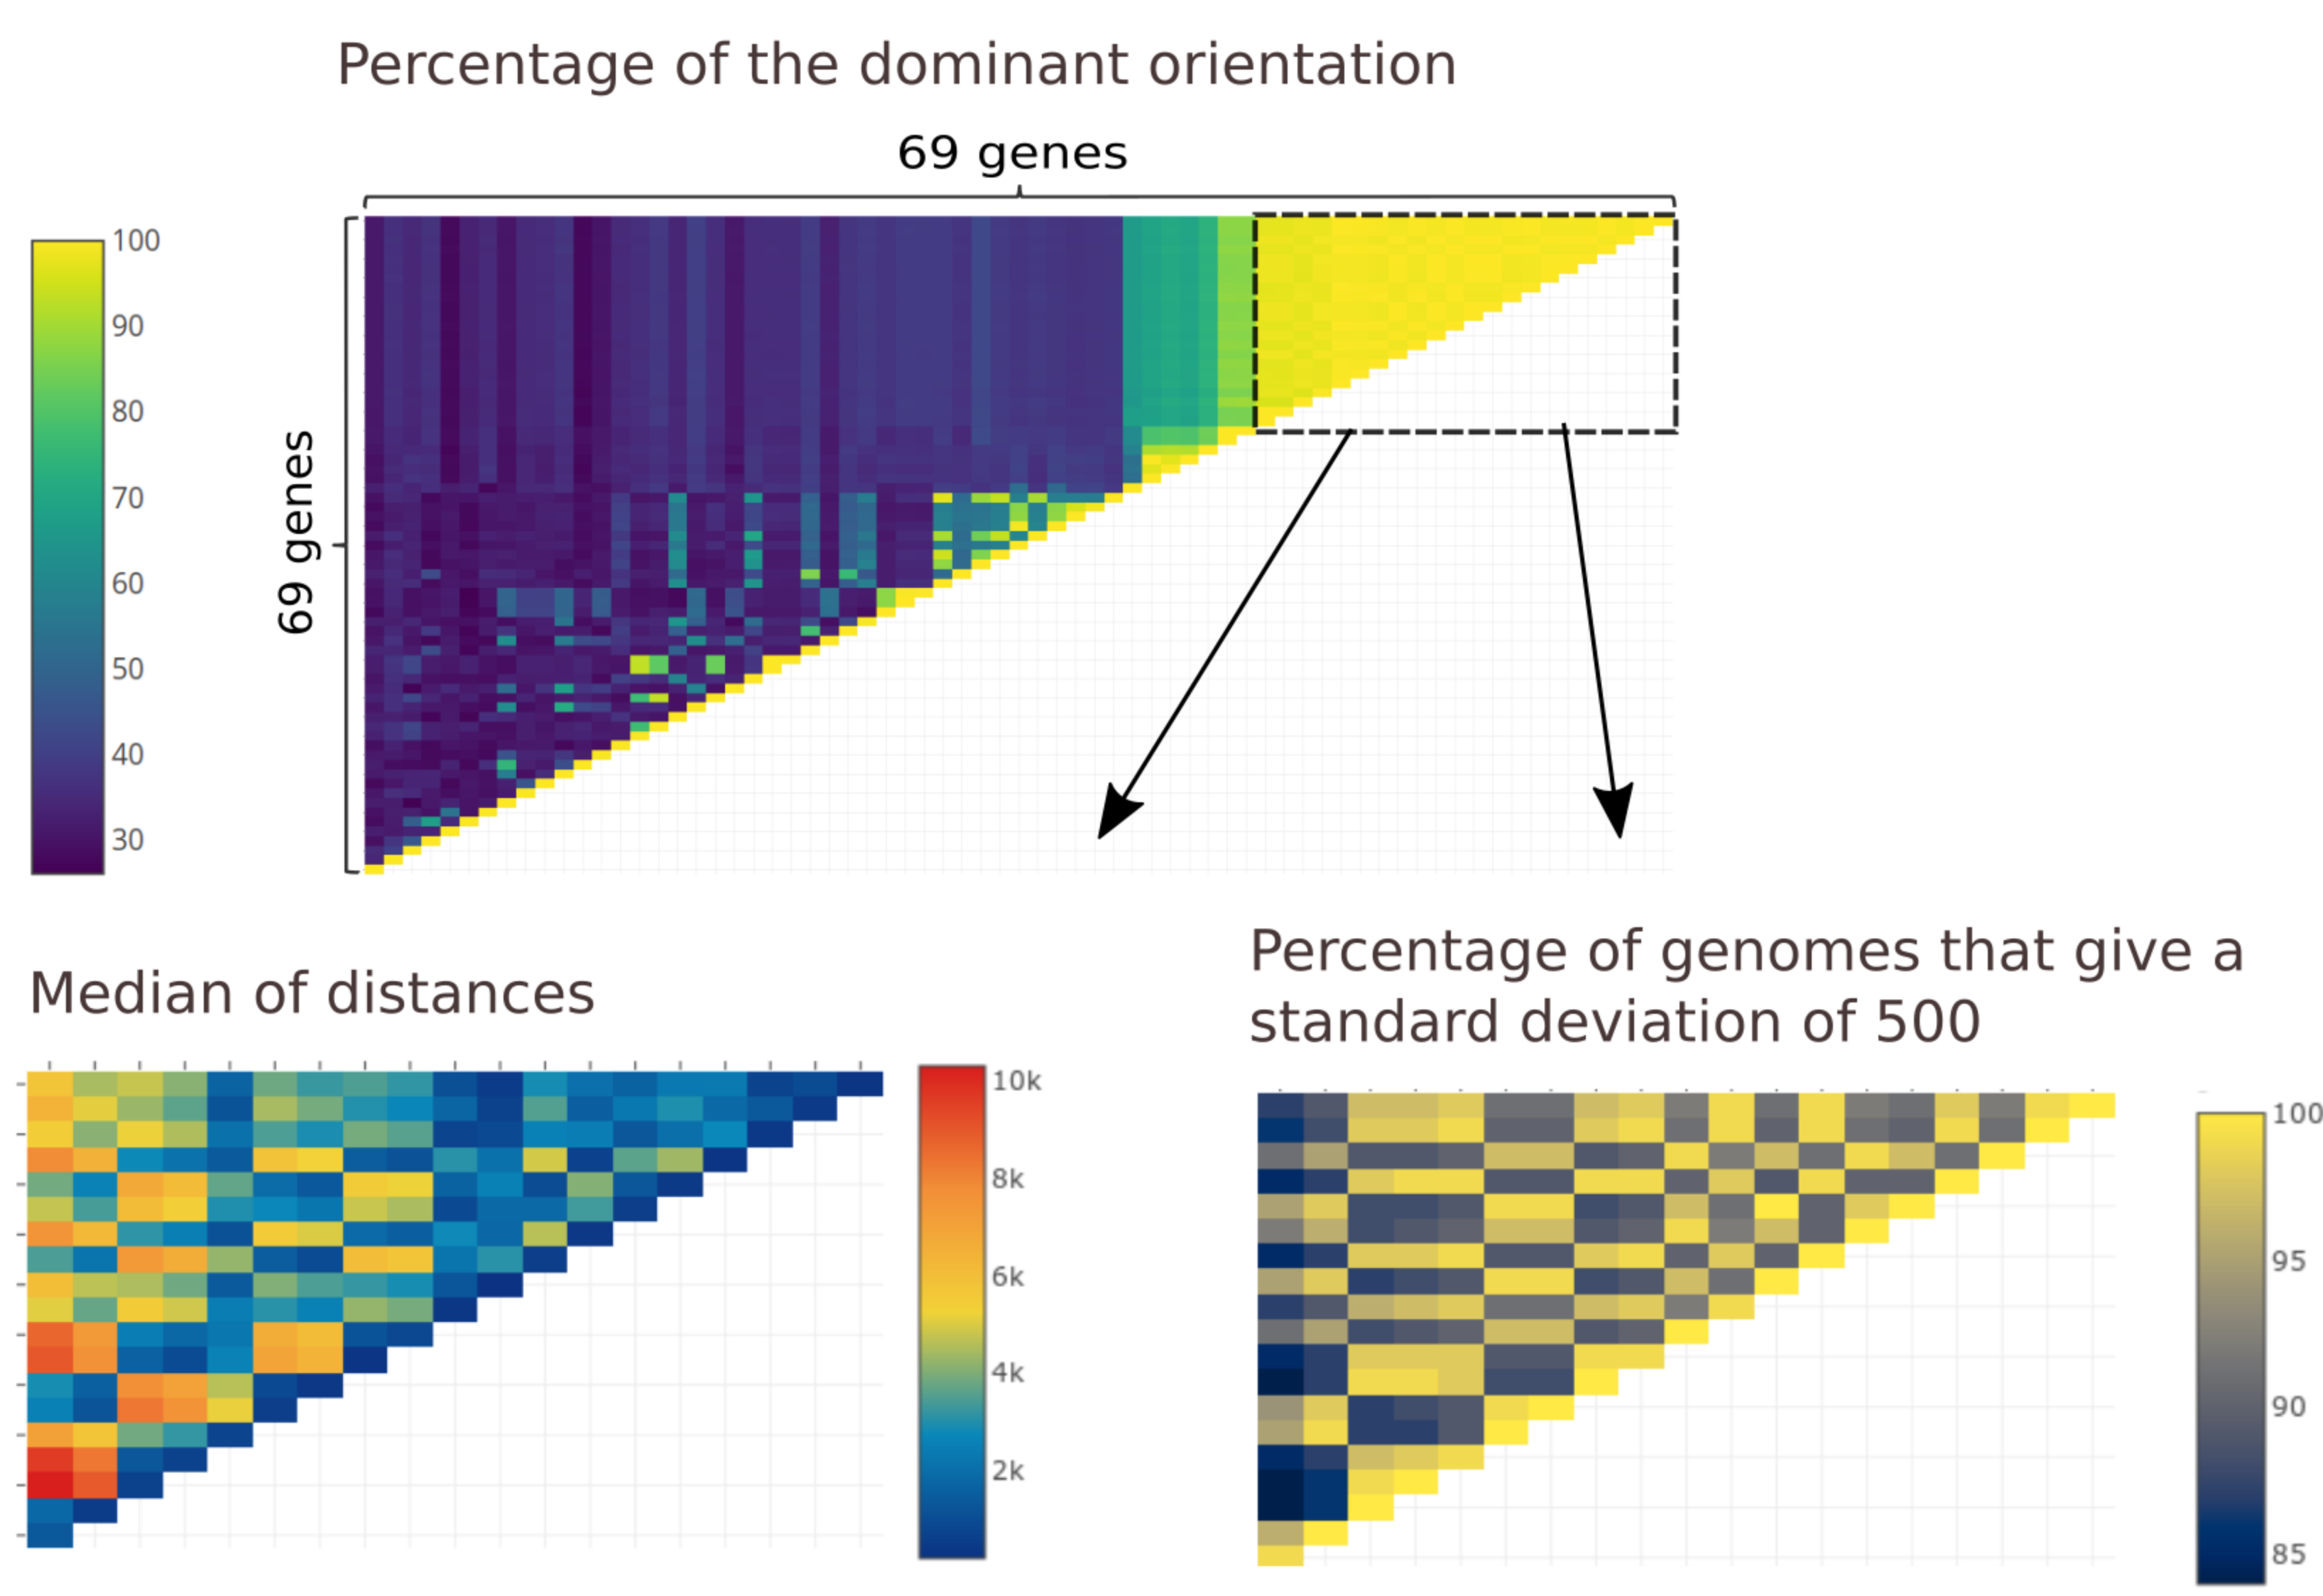 Percentage of the dominant orientation
69 genes
100
90
80
70
60
50
40
30
69 genes
Median of distances
Percentage of genomes that give a
standard deviation of 500
10k
8k
6k
4k
2k
100
95
90
85